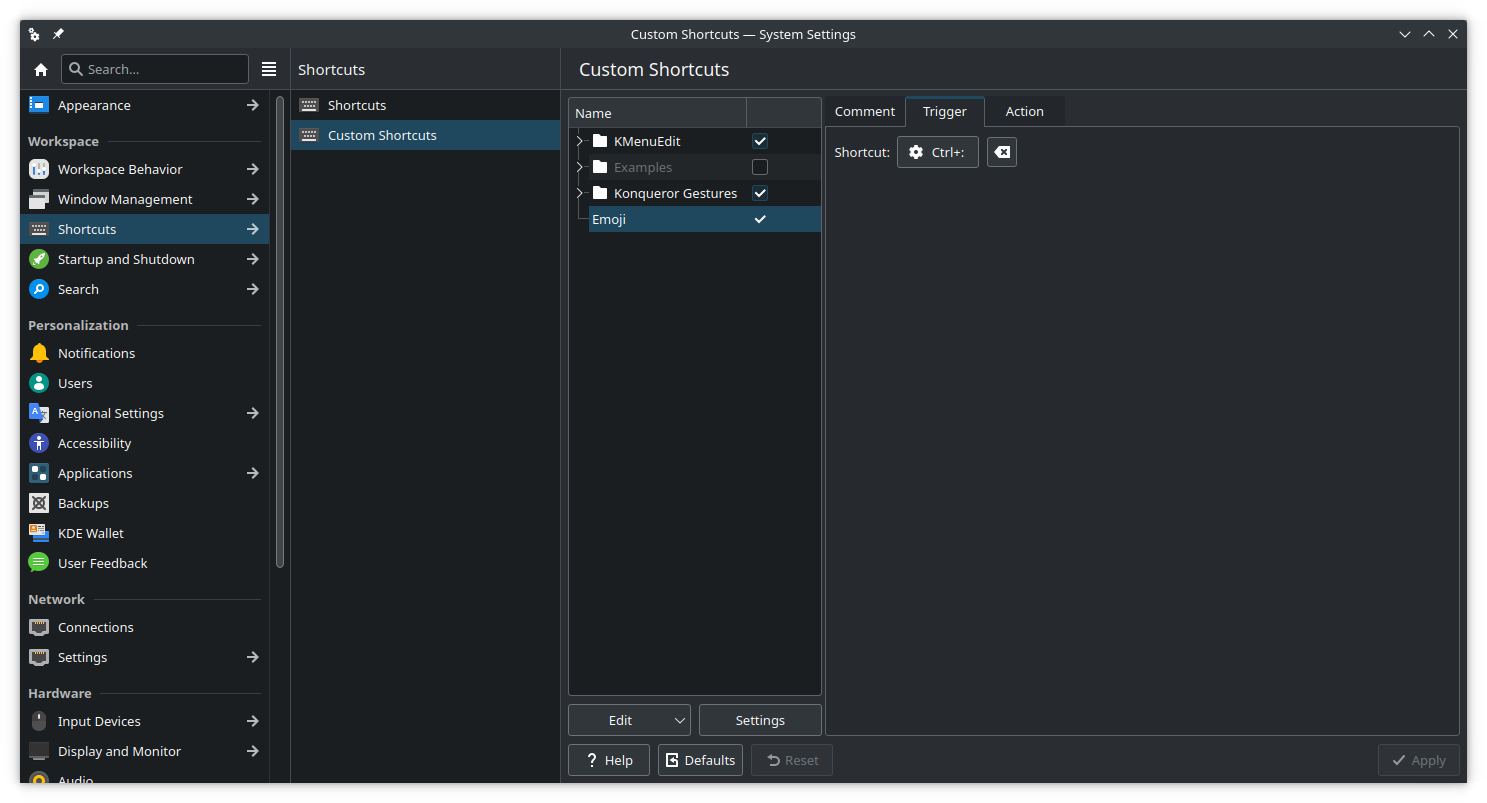 Custom Shortcuts — System Settings
Search...
Appearance
Workspace
Workspace Behavior
Window Management
Shortcuts
Startup and Shutdown
Search
Personalization
Notifications
Users
Regional Settings
Accessibility
Applications
Backups
KDE Wallet
User Feedback
Network
Connections
Settings
Hardware
Input Devices
Display and Monitor
Audio
Shortcuts
Shortcuts
Custom Shortcuts
Custom Shortcuts
Name
KMenuEdit
Examples
Konqueror Gestures
Emoji
Edit
Settings
Comment
Trigger
Action
Shortcut:
Ctrl+:
Help
Defaults
Reset
Apply